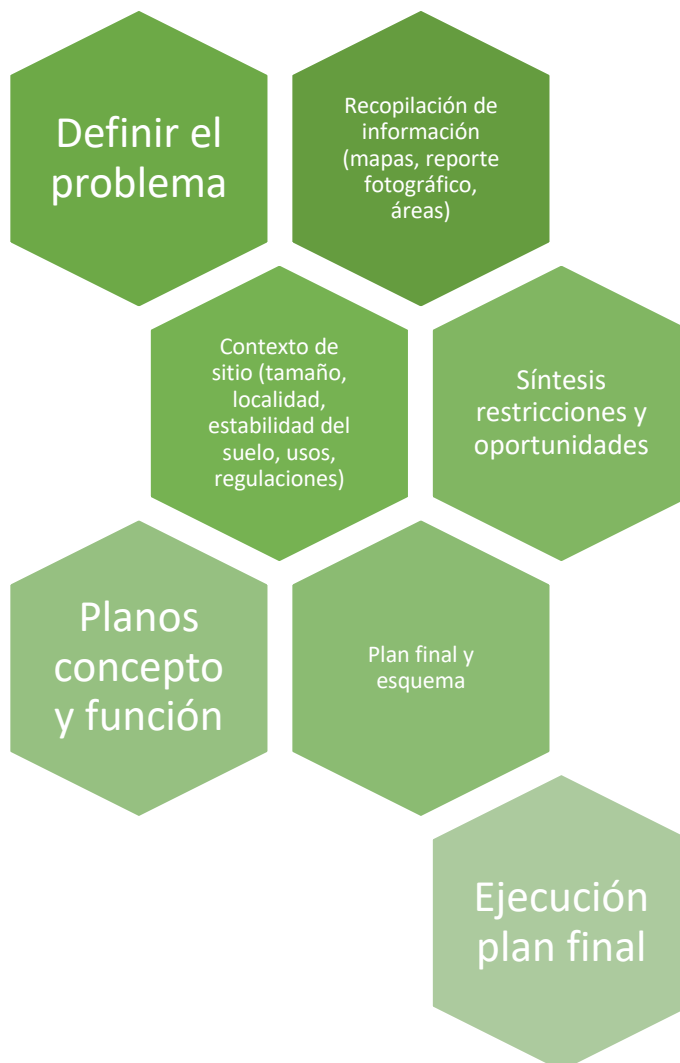 Definir el
problema
Recopilación de
información
(mapas, reporte
fotográfico,
áreas)
Contexto de
sitio (tamaño,
localidad,
estabilidad del
suelo, usos,
regulaciones)
Síntesis
restricciones y
oportunidades
Planos
concepto
y función
Plan final y
esquema
Ejecución
plan final